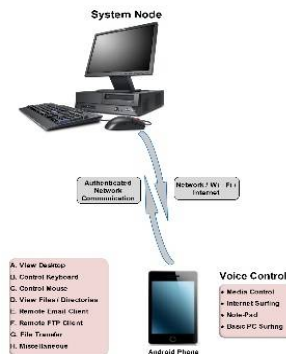 System Node
Authenticated
Network
Communication
Network / Wi - Fi /
Internet
A. View Desktop
B. Control Keyboard
C. Control Mouse
D. View Files / Directories
E. Remote Email Client
F. Remote FTP Client
G. File Transfer
H. Miscellaneous
Android Phone
Voice Control
• Media Control
• Internet Surfing
• Note-Pad
• Basic PC Surfing